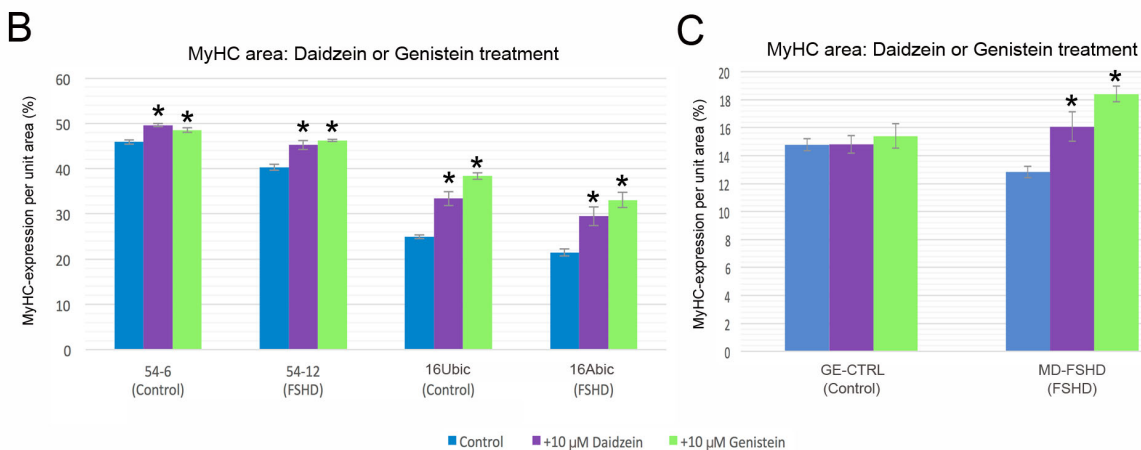 B
MyHC area: Daidzein or Genistein treatment
MyHC-expression per unit area (%)
60
50
40
30
20
10
0
* *
* *
* *
* *
54-6
(Control)
54-12
(FSHD)
16Ubic
(Control)
16Abic
(FSHD)
C
MyHC area: Daidzein or Genistein treatment
MyHC-expression per unit area (%)
20
18
16
14
12
10
8
6
4
2
0
* *
GE-CTRL
(Control)
MD-FSHD
(FSHD)
Control +10 µM Daidzein +10 µM Genistein